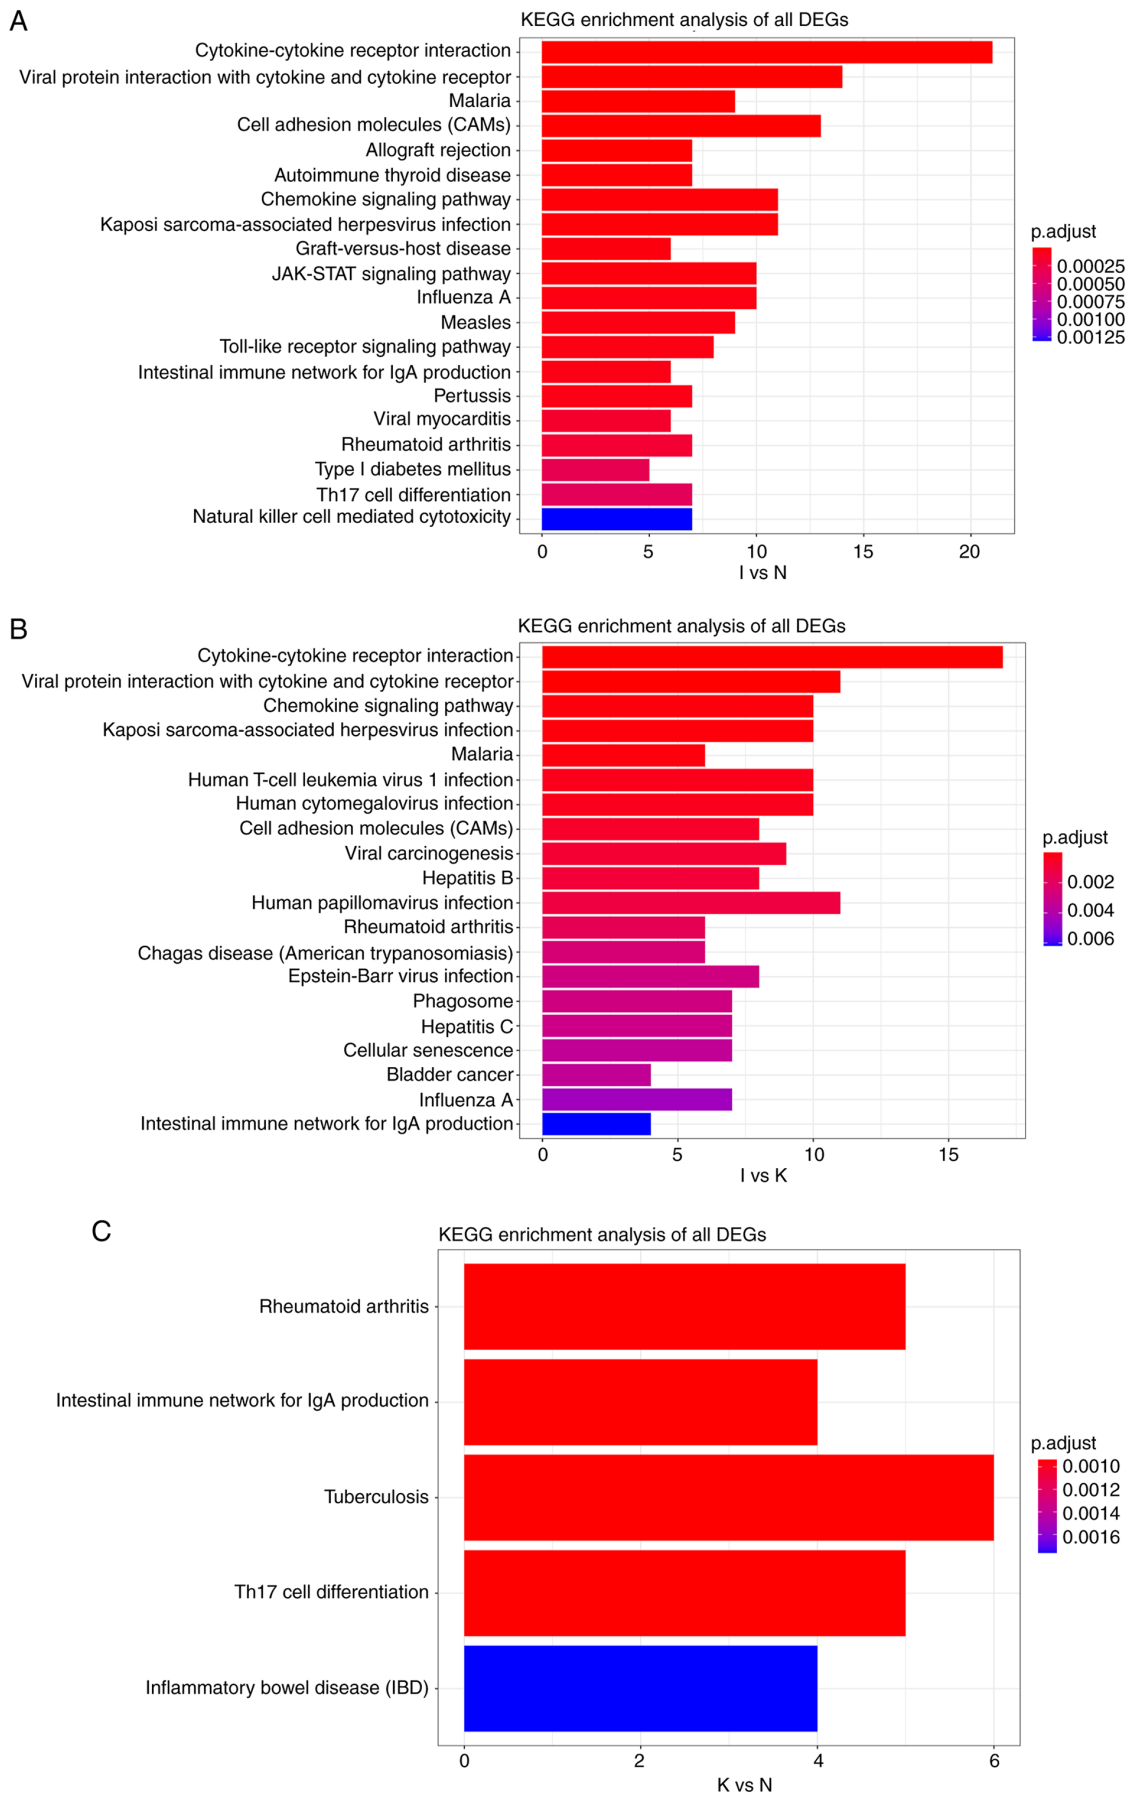 A
KEGG enrichment analysis of all DEGs
Cytokine-cytokine receptor interaction
Viral protein interaction with cytokine and cytokine receptor
Malaria
Cell adhesion molecules (CAMs)
Allograft rejection
Autoimmune thyroid disease
Chemokine signaling pathway
Kaposi sarcoma-associated herpesvirus infection
Graft-versus-host disease
JAK-STAT signaling pathway
Influenza A
Measles
Toll-like receptor signaling pathway
Intestinal immune network for IgA production
Pertussis
Viral myocarditis
Rheumatoid arthritis
Type I diabetes mellitus
Th17 cell differentiation
Natural killer cell mediated cytotoxicity
0 5 10 15 20
I vs N
p.adjust
0.00025
0.00050
0.00075
0.00100
0.00125
B
KEGG enrichment analysis of all DEGs
Cytokine-cytokine receptor interaction
Viral protein interaction with cytokine and cytokine receptor
Chemokine signaling pathway
Kaposi sarcoma-associated herpesvirus infection
Malaria
Human T-cell leukemia virus 1 infection
Human cytomegalovirus infection
Cell adhesion molecules (CAMs)
Viral carcinogenesis
Hepatitis B
Human papillomavirus infection
Rheumatoid arthritis
Chagas disease (American trypanosomiasis)
Epstein-Barr virus infection
Phagosome
Hepatitis C
Cellular senescence
Bladder cancer
Influenza A
Intestinal immune network for IgA production
0 5 10 15
I vs K
p.adjust
0.002
0.004
0.006
C
KEGG enrichment analysis of all DEGs
Rheumatoid arthritis
Intestinal immune network for IgA production
Tuberculosis
Th17 cell differentiation
Inflammatory bowel disease (IBD)
0 2 4 6
K vs N
p.adjust
0.0010
0.0012
0.0014
0.0016